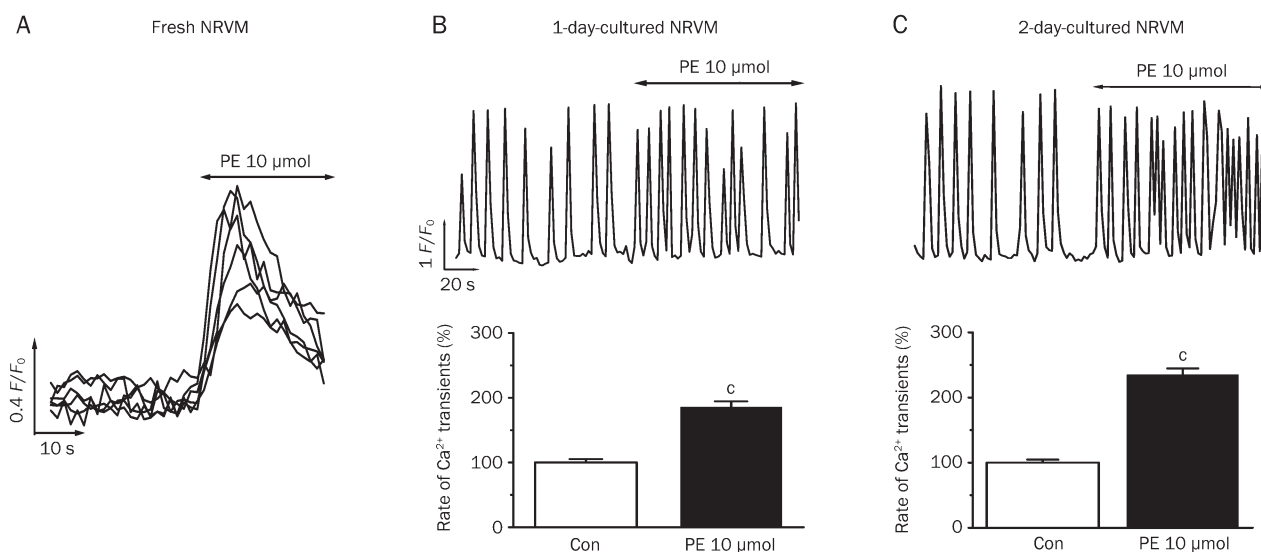 A
Fresh NRVM
PE 10 µmol
0.4 F/F₀
10 s
B
1-day-cultured NRVM
PE 10 µmol
1 F/F₀
20 s
Rate of Ca²⁺ transients (%)
300
200
100
0
c
Con
PE 10 µmol
C
2-day-cultured NRVM
PE 10 µmol
Rate of Ca²⁺ transients (%)
300
200
100
0
c
Con
PE 10 µmol